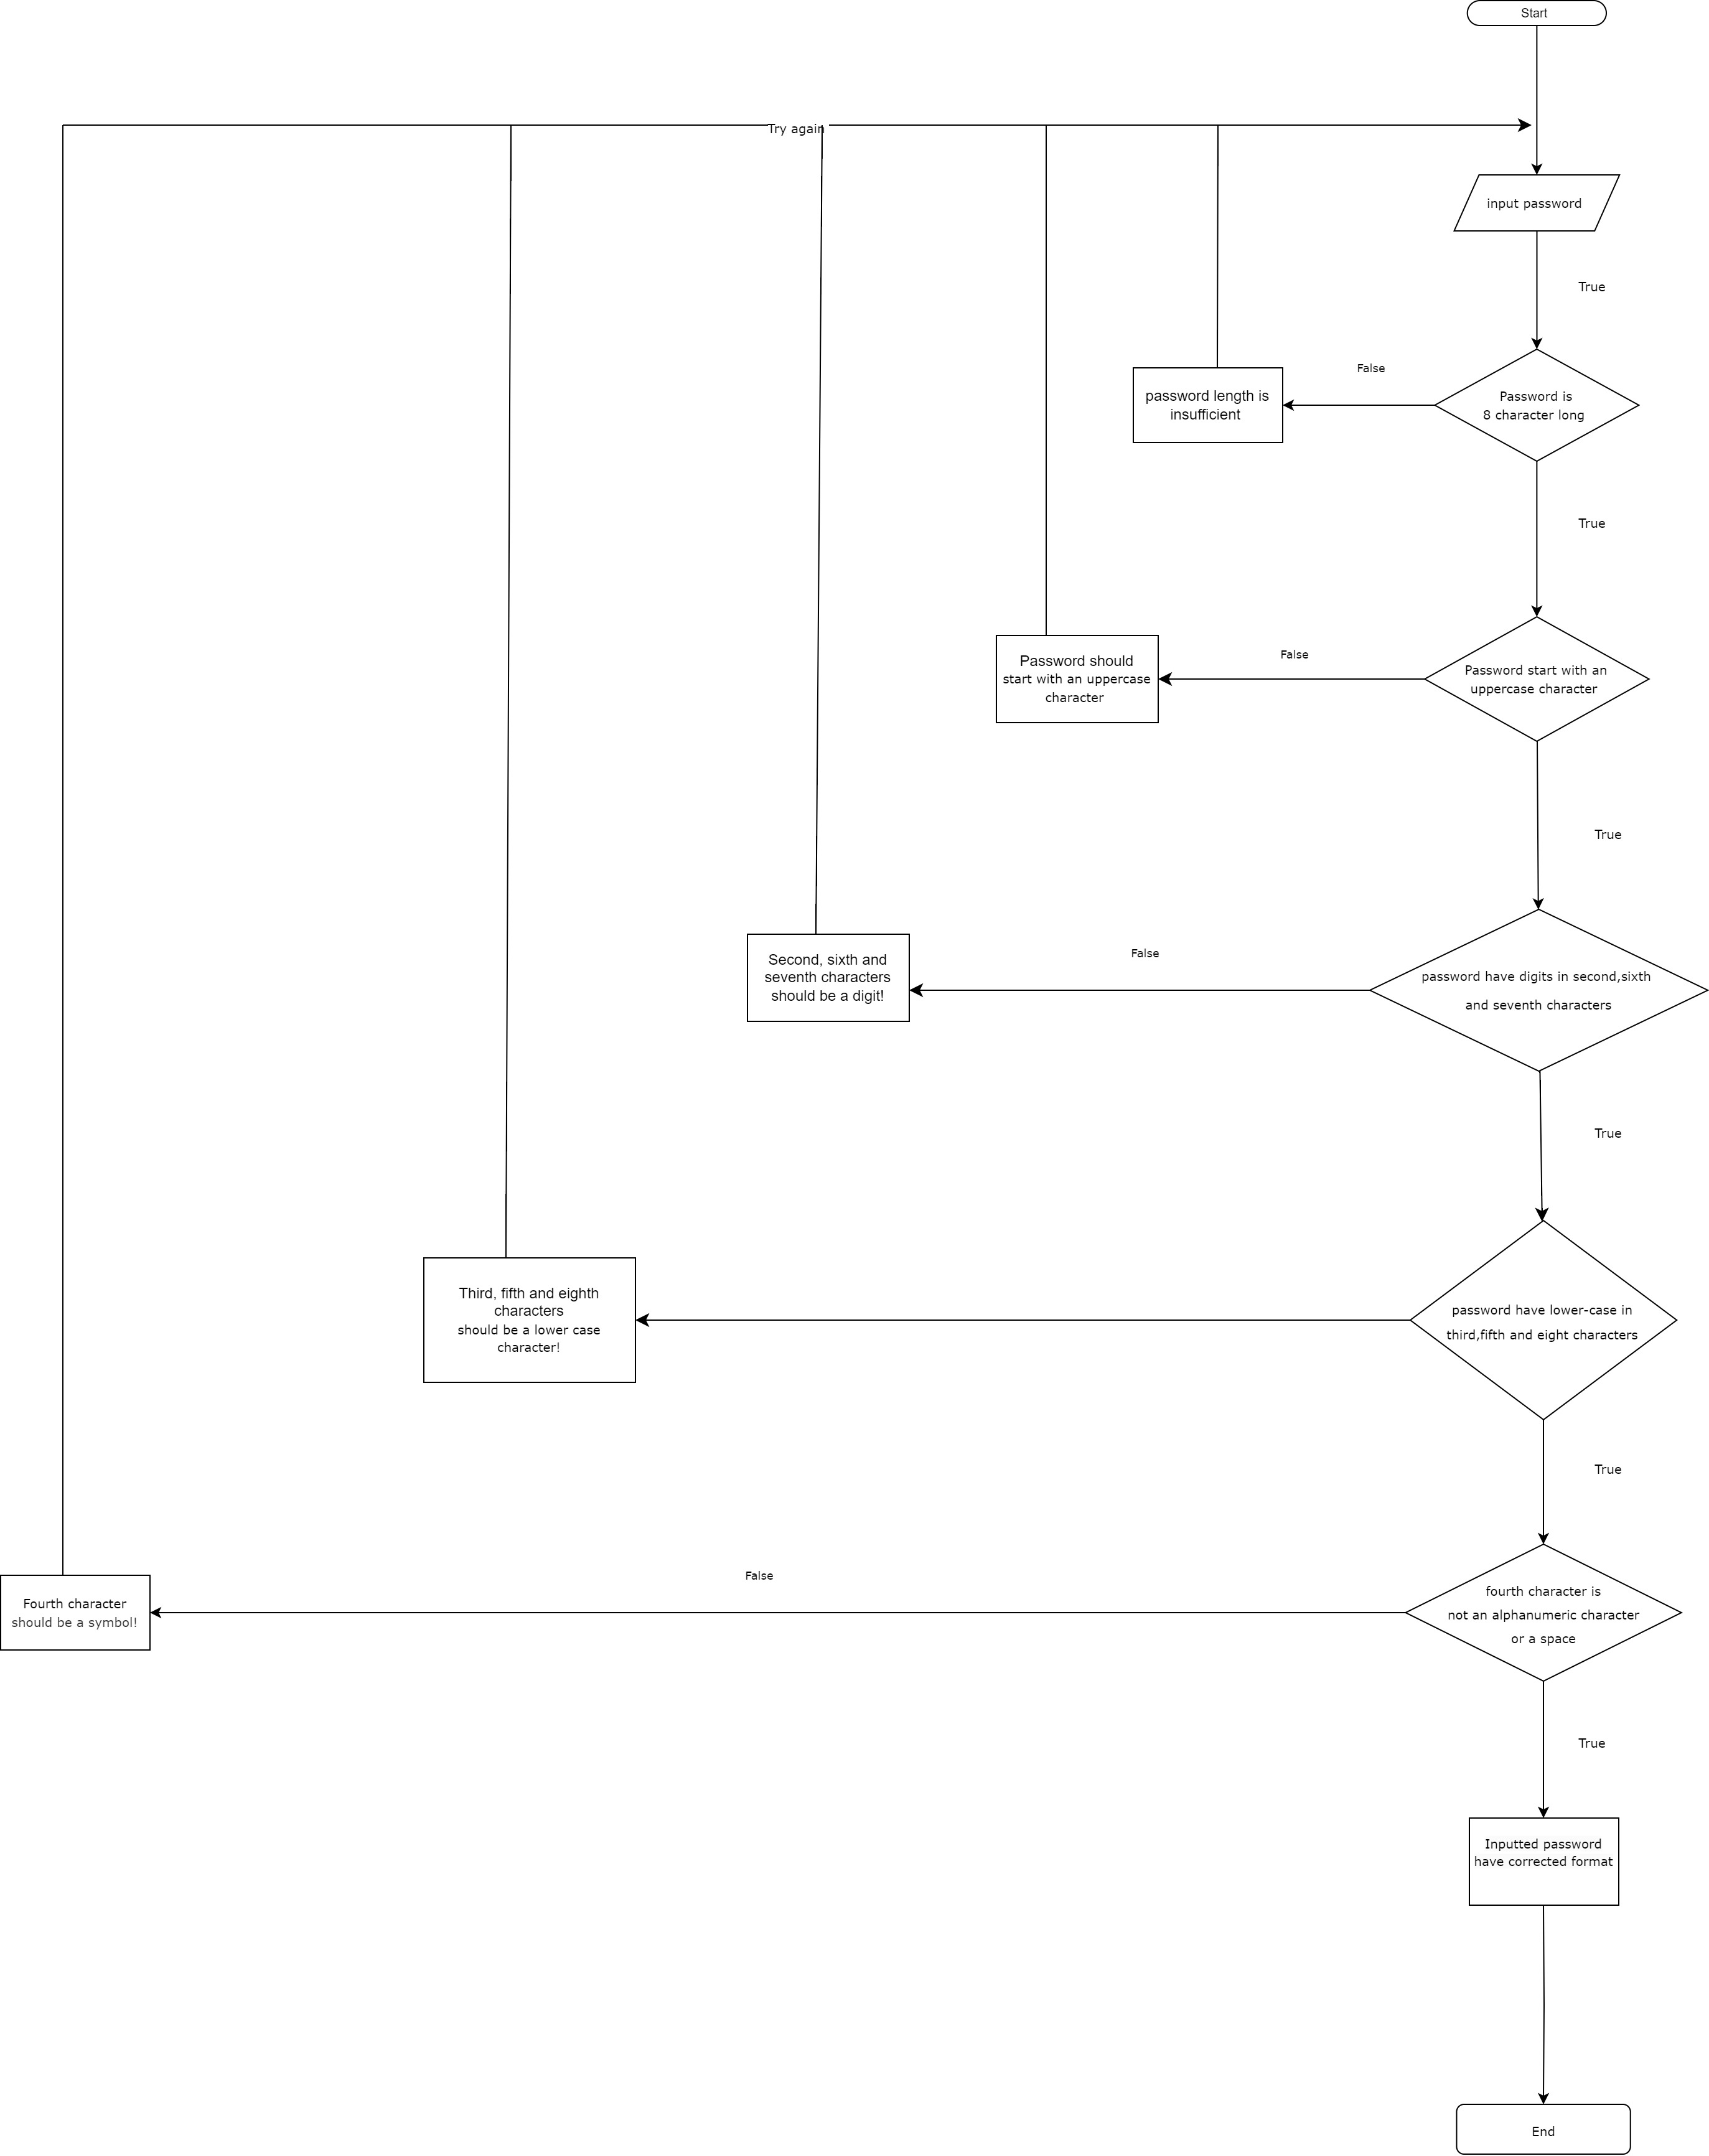 Start
Try again
input password
True
False
password length is
insufficient
Password is
8 character long
True
False
Password should
start with an uppercase
character
Password start with an
uppercase character
True
False
Second, sixth and
seventh characters
should be a digit!
password have digits in second,sixth
and seventh characters
True
Third, fifth and eighth
characters
should be a lower case
character!
password have lower-case in
third,fifth and eight characters
True
False
Fourth character
should be a symbol!
fourth character is
not an alphanumeric character
or a space
True
Inputted password
have corrected format
End